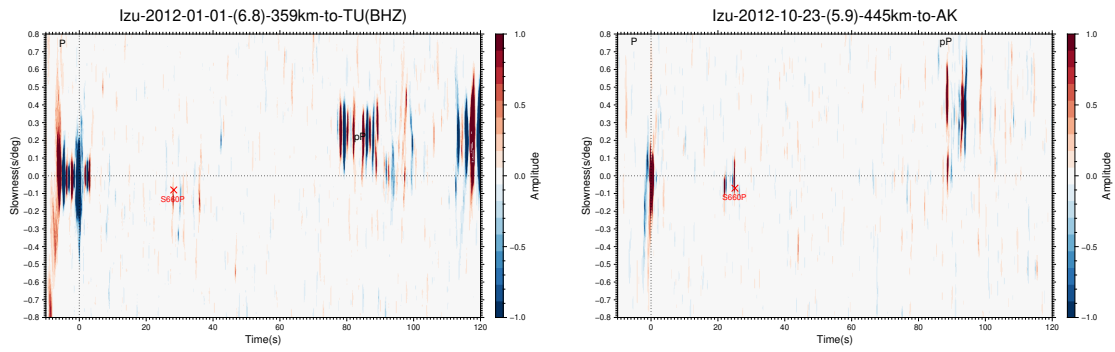 Izu-2012-01-01-(6.8)-359km-to-TU(BHZ)
0.8
0.7
0.6
0.5
0.4
0.3
0.2
0.1
0.0
−0.1
−0.2
−0.3
−0.4
−0.5
−0.6
−0.7
−0.8
Slowness(s/deg)
P
pP
S660P
0 20 40 60 80 100 120
Time(s)
1.0
0.5
0.0
−0.5
−1.0
Amplitude
Izu-2012-10-23-(5.9)-445km-to-AK
0.8
0.7
0.6
0.5
0.4
0.3
0.2
0.1
0.0
−0.1
−0.2
−0.3
−0.4
−0.5
−0.6
−0.7
−0.8
Slowness(s/deg)
P
pP
S660P
0 20 40 60 80 100 120
Time(s)
1.0
0.5
0.0
−0.5
−1.0
Amplitude